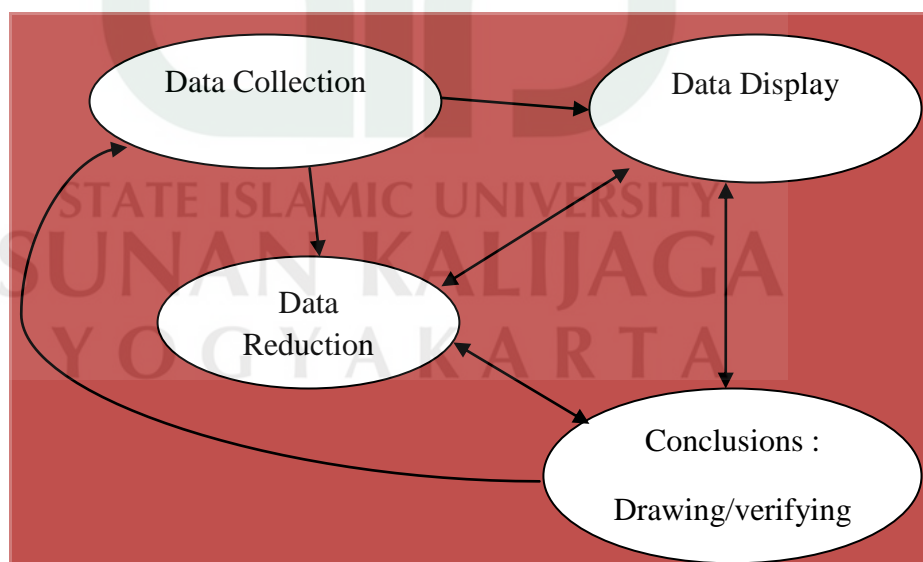 Data Collection
Data Display
STATE ISLAMIC UNIVERSITY
SUNAN KALIJAGA
YOGYAKARTA
Data
Reduction
Conclusions :
Drawing/verifying